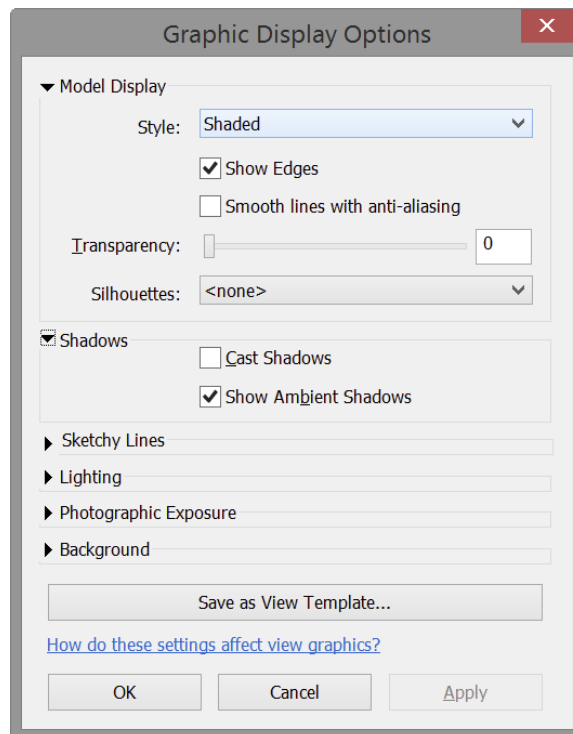 Graphic Display Options
Model Display
Style: Shaded
Show Edges
Smooth lines with anti-aliasing
Transparency: 0
Silhouettes: <none>
Shadows
Cast Shadows
Show Ambient Shadows
Sketchy Lines
Lighting
Photographic Exposure
Background
Save as View Template...
How do these settings affect view graphics?
OK Cancel Apply